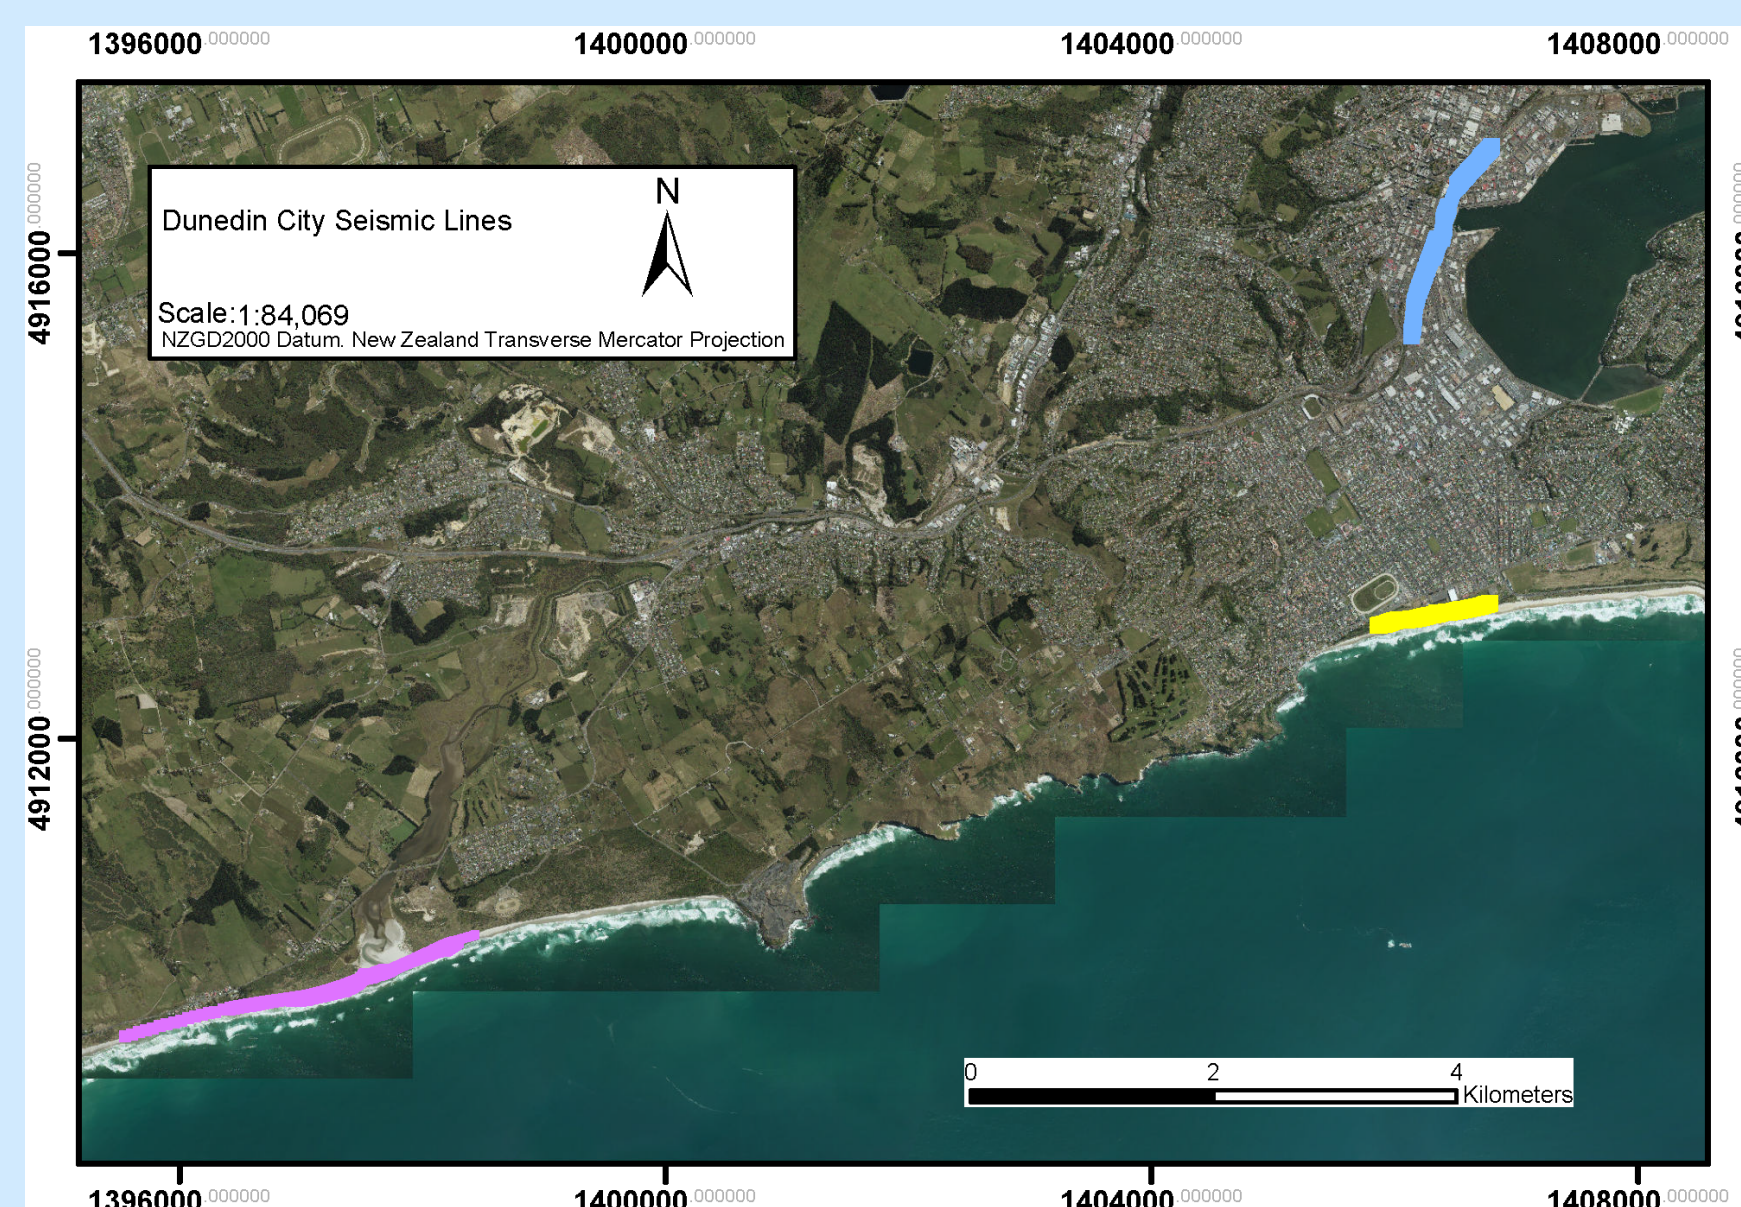 1396000.000000 1400000.000000 1404000.000000 1408000.000000
N
Dunedin City Seismic Lines
Scale:1:84,069
NZGD2000 Datum. New Zealand Transverse Mercator Projection
4916000.000000
4912000.000000
0 2 4
Kilometers
1396000.000000 1400000.000000 1404000.000000 1408000.000000